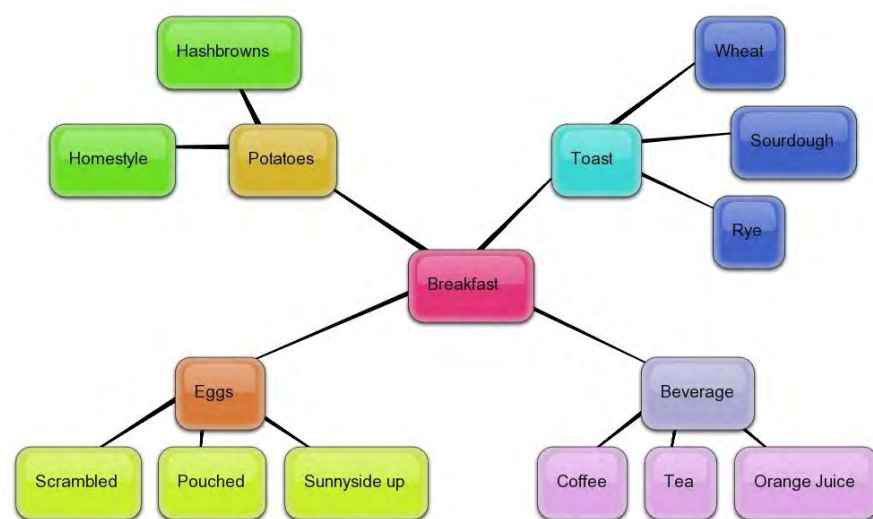 Hashbrowns
Wheat
Homestyle
Potatoes
Toast
Sourdough
Rye
Breakfast
Eggs
Beverage
Scrambled
Pouched
Sunnyside up
Coffee
Tea
Orange Juice